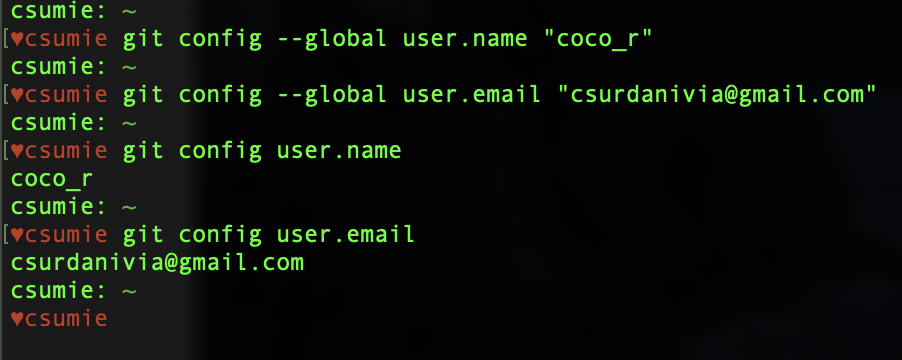 csumie: ~
[♥csumie git config --global user.name "coco_r"
csumie: ~
[♥csumie git config --global user.email "csurdanivia@gmail.com"
csumie: ~
[♥csumie git config user.name
coco_r
csumie: ~
[♥csumie git config user.email
csurdanivia@gmail.com
csumie: ~
♥csumie